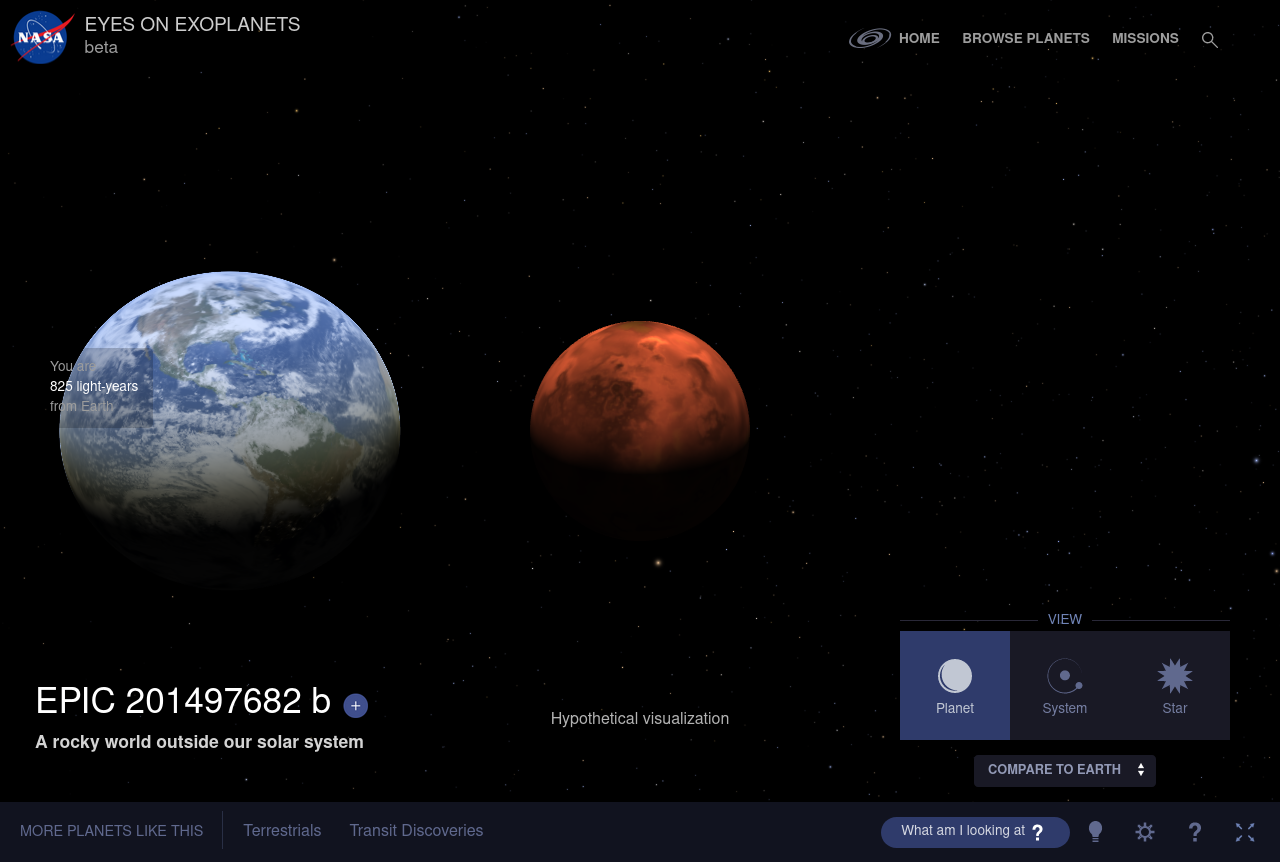 NASA
EYES ON EXOPLANETS
beta
HOME
BROWSE PLANETS
MISSIONS
You are
825 light-years
from Earth
EPIC 201497682 b +
A rocky world outside our solar system
Hypothetical visualization
VIEW
Planet
System
Star
COMPARE TO EARTH
MORE PLANETS LIKE THIS
Terrestrials
Transit Discoveries
What am I looking at ?
?